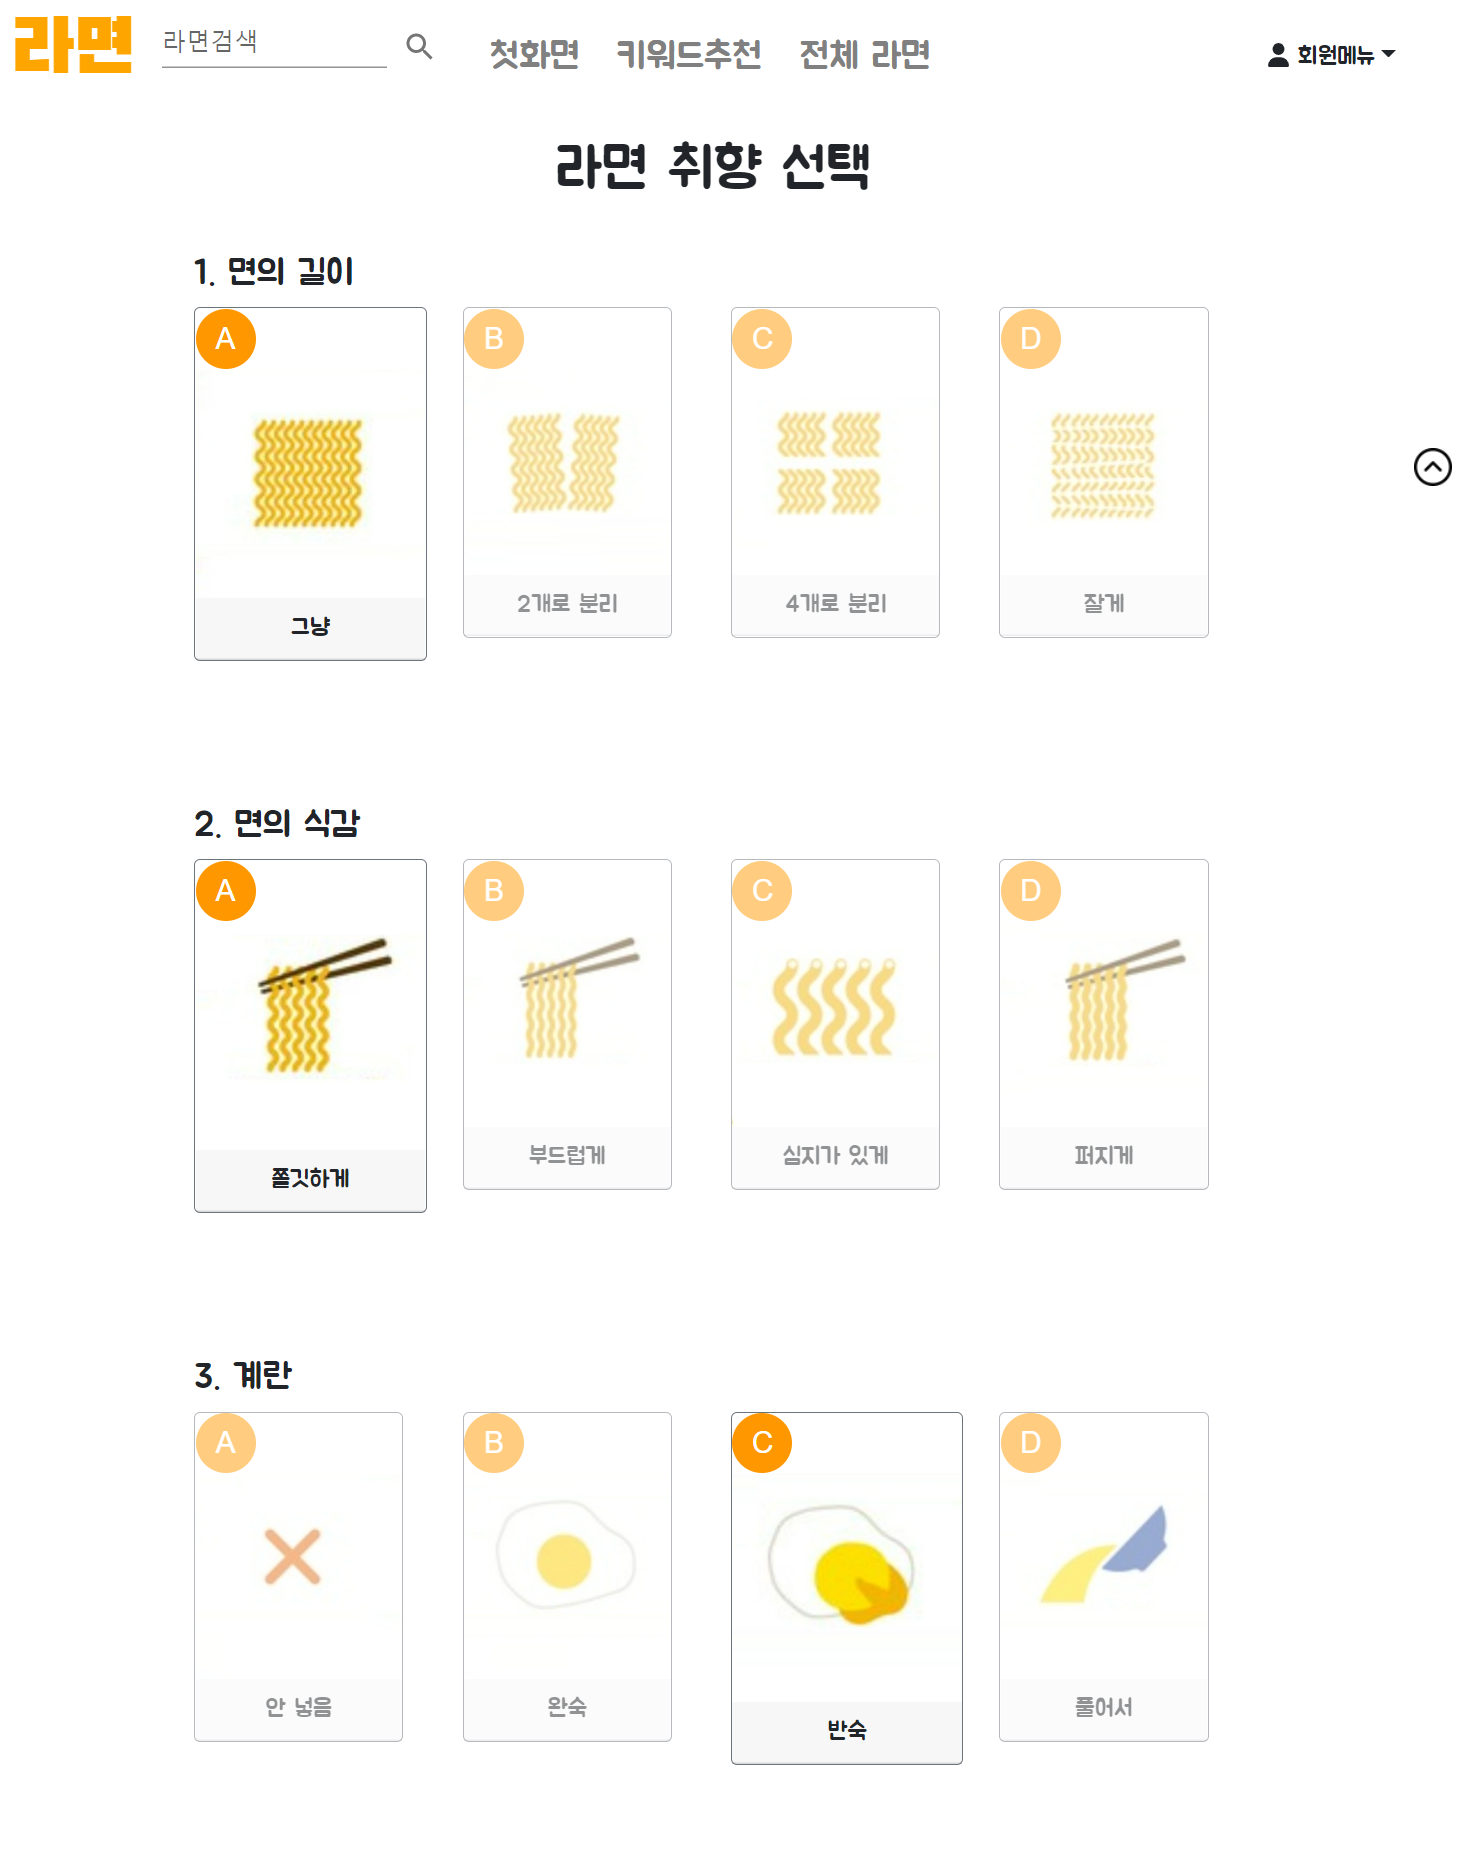 라면
라면검색
첫화면 키워드추천 전체 라면
회원메뉴
라면 취향 선택
1. 면의 길이
A B C D
그냥 2개로 분리 4개로 분리 잘게
2. 면의 식감
A B C D
쫄깃하게 부드럽게 심지가 있게 퍼지게
3. 계란
A B C D
안 넣음 완숙 반숙 풀어서